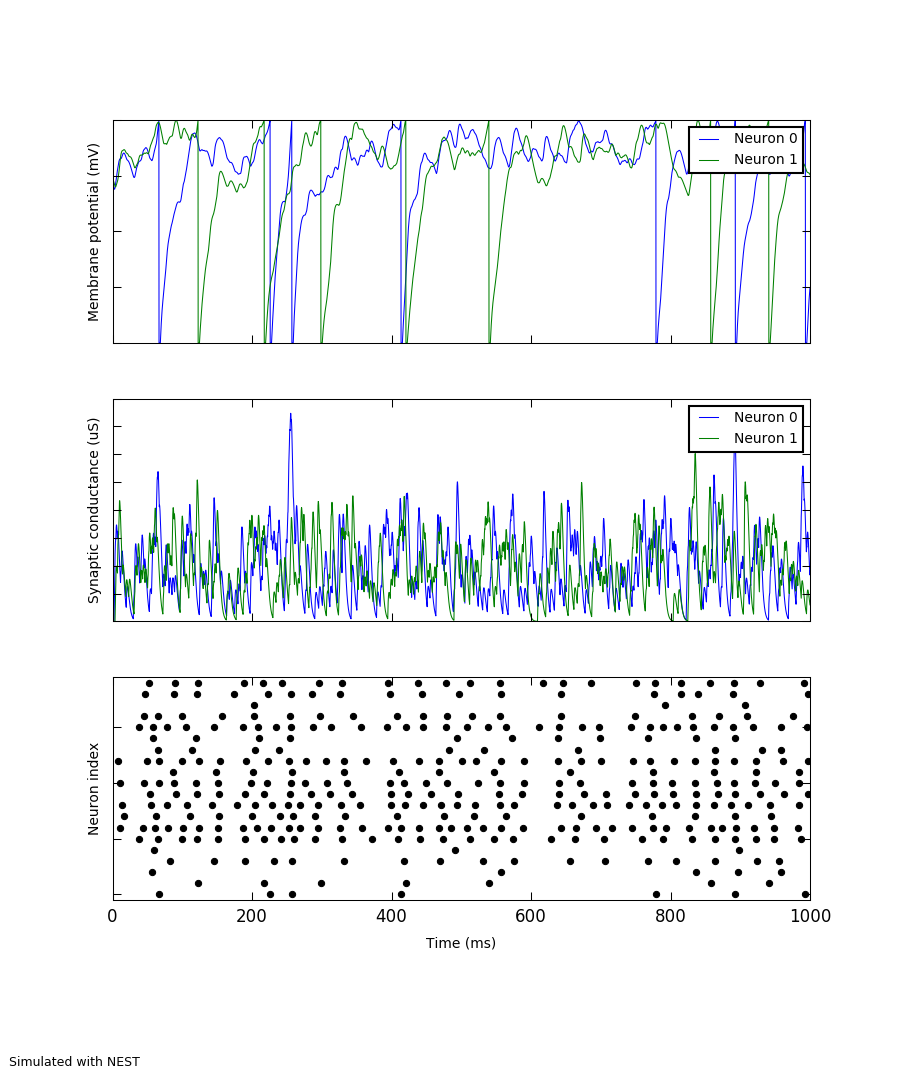 Membrane potential (mV)
Neuron 0
Neuron 1
Synaptic conductance (uS)
Neuron 0
Neuron 1
Neuron index
0 200 400 600 800 1000
Time (ms)
Simulated with NEST